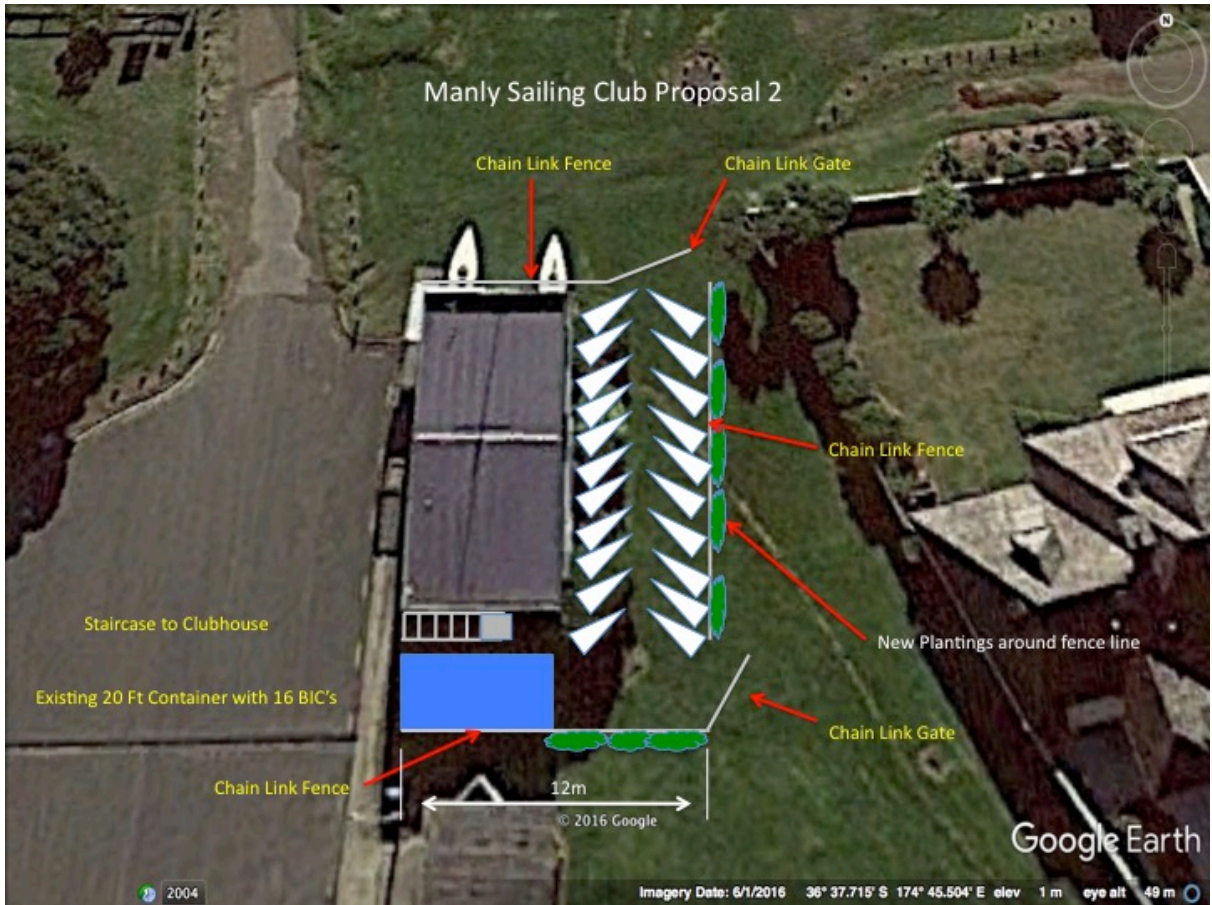 N
Manly Sailing Club Proposal 2
Chain Link Fence
Chain Link Gate
Chain Link Fence
Staircase to Clubhouse
New Plantings around fence line
Existing 20 Ft Container with 16 BIC's
Chain Link Gate
Chain Link Fence
12m
© 2016 Google
Google Earth
2004
Imagery Date: 6/1/2016 36° 37.715' S 174° 45.504' E elev 1 m eye alt 49 m